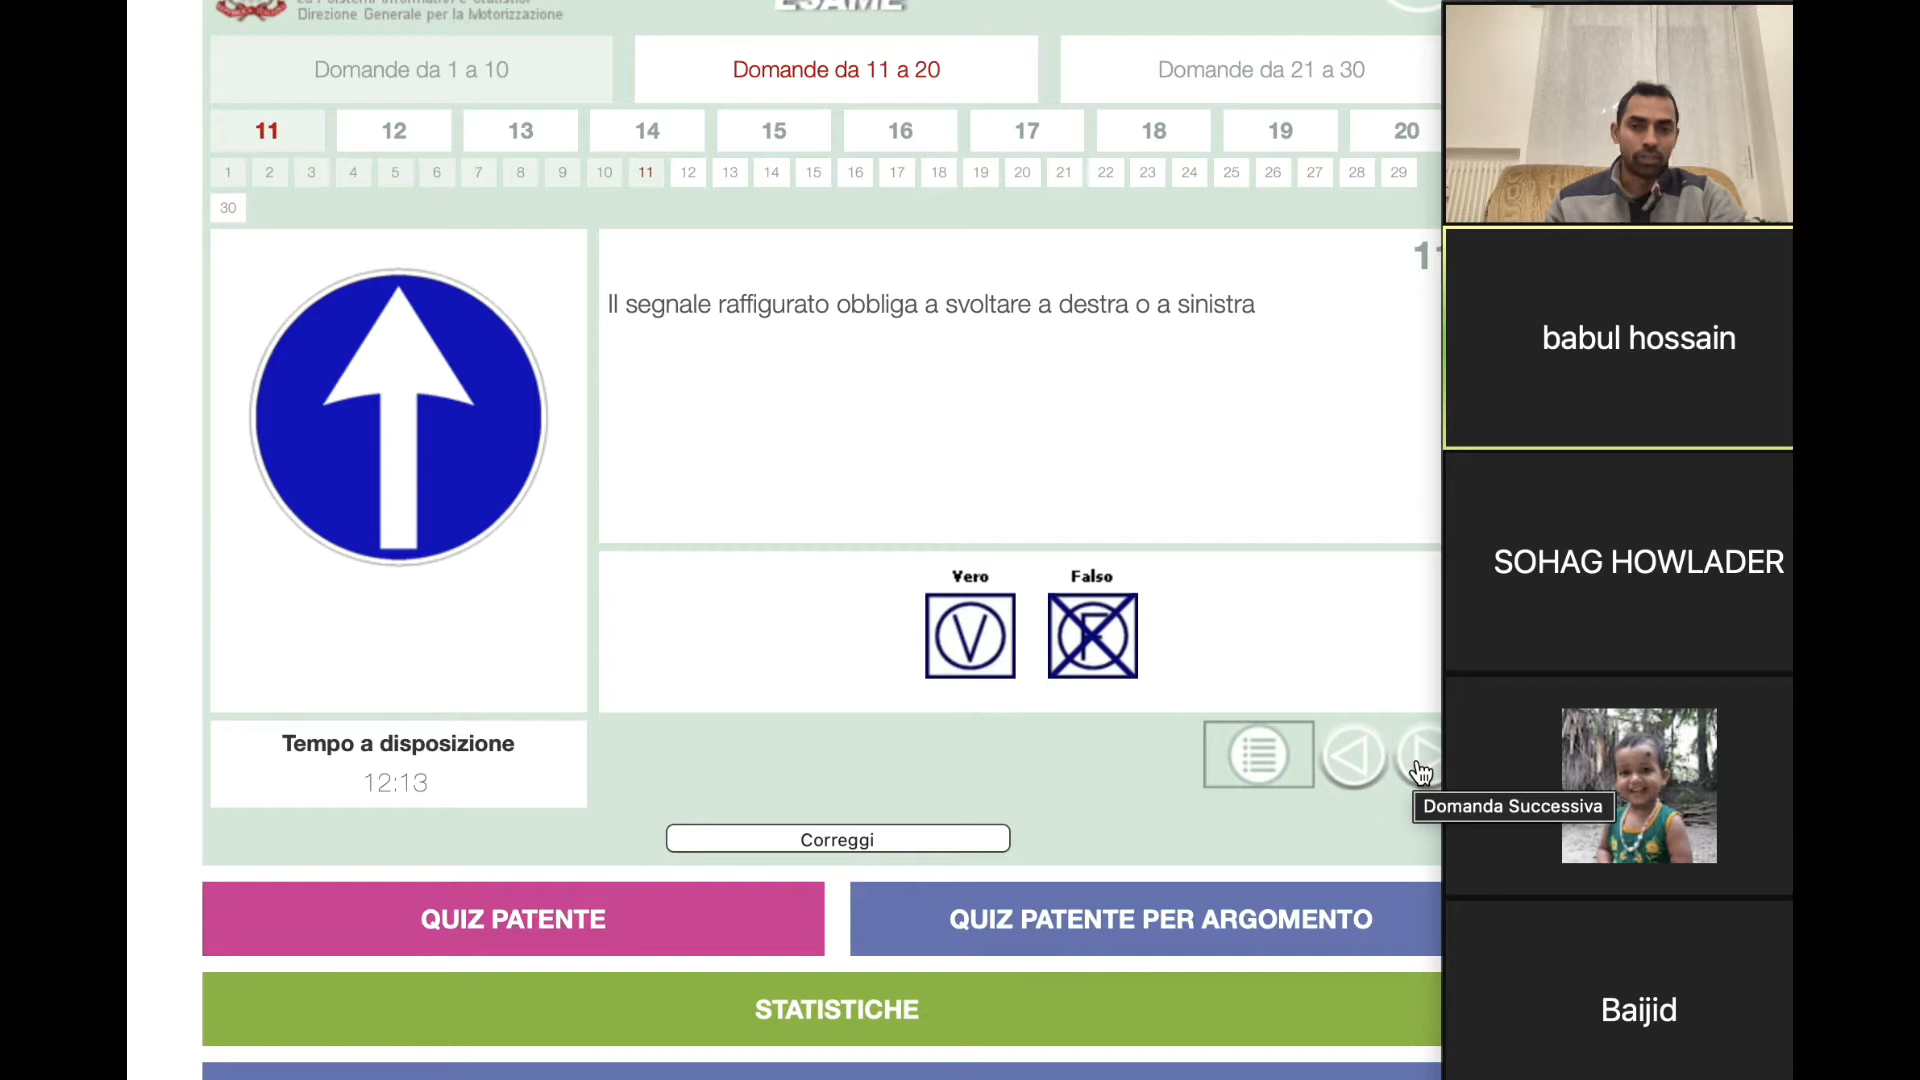 Direzione Generale per la Motorizzazione
ESAME
Domande da 1 a 10
Domande da 11 a 20
Domande da 21 a 30
11 12 13 14 15 16 17 18 19 20
1 2 3 4 5 6 7 8 9 10 11 12 13 14 15 16 17 18 19 20 21 22 23 24 25 26 27 28 29
30
11
Il segnale raffigurato obbliga a svoltare a destra o a sinistra
Vero Falso
V F
Tempo a disposizione
12:13
Domanda Successiva
Correggi
QUIZ PATENTE
QUIZ PATENTE PER ARGOMENTO
STATISTICHE
babul hossain
SOHAG HOWLADER
Baijid